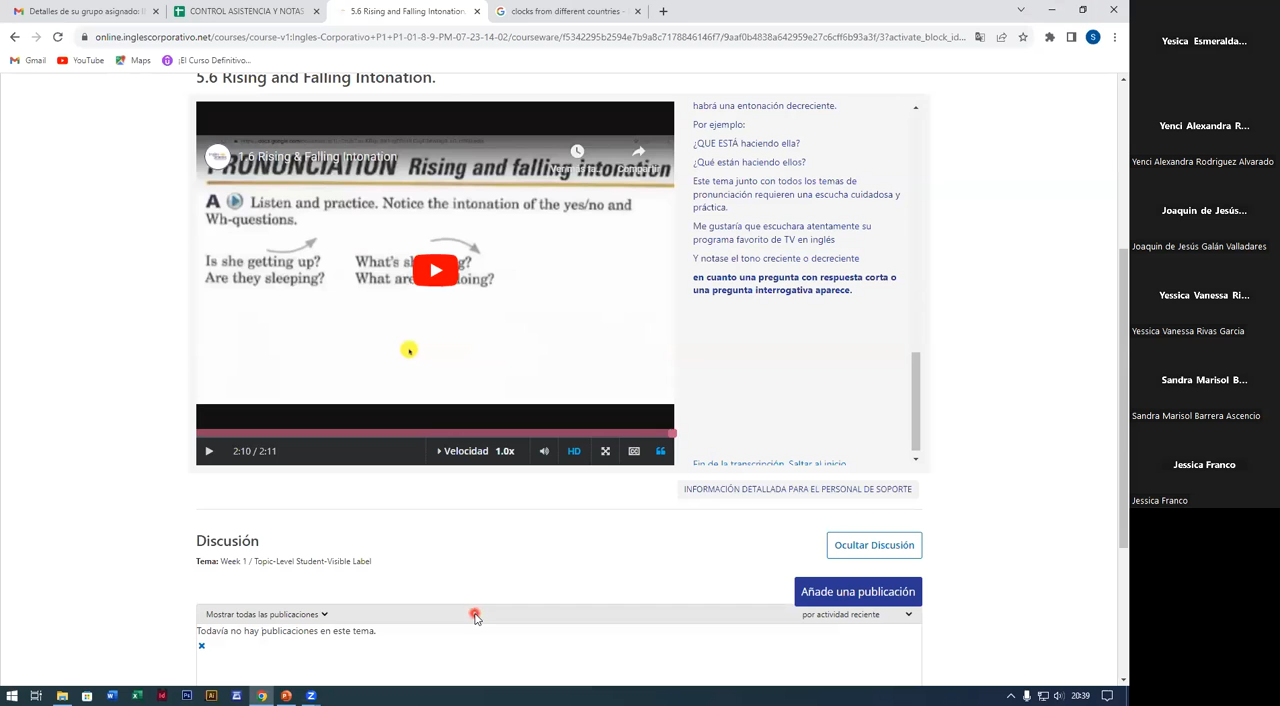 Detalles de su grupo asignado: I
CONTROL ASISTENCIA Y NOTAS
5.6 Rising and Falling Intonation.
clocks from different countries -
online.inglescorporativo.net/courses/course-v1:Ingles-Corporativo+P1+P1-01-8-9-PM-07-23-14-02/courseware/f5342295b2594e7b9a8c7178846146f7/9aaf0b4838a642959e27c6cff6b93a3f/3?activate_block_id...
S
Gmail
YouTube
Maps
¡El Curso Definitivo...
5.6 Rising and Falling Intonation.
1.6 Rising & Falling Intonation
PRONUNCIATION Rising and falling intonation
A Listen and practice. Notice the intonation of the yes/no and
Wh-questions.
Is she getting up?
Are they sleeping?
2:10 / 2:11
Velocidad 1.0x
HD
habrá una entonación decreciente.
Por ejemplo:
¿QUE ESTÁ haciendo ella?
¿Qué están haciendo ellos?
Este tema junto con todos los temas de
pronunciación requieren una escucha cuidadosa y
práctica.
Me gustaría que escuchara atentamente su
programa favorito de TV en inglés
Y notase el tono creciente o decreciente
en cuanto una pregunta con respuesta corta o
una pregunta interrogativa aparece.
Fin de la transcripción. Saltar al inicio.
INFORMACIÓN DETALLADA PARA EL PERSONAL DE SOPORTE
Discusión
Ocultar Discusión
Tema: Week 1 / Topic-Level Student-Visible Label
Añade una publicación
Mostrar todas las publicaciones
por actividad reciente
Todavía no hay publicaciones en este tema.
Yesica Esmeralda...
Yenci Alexandra R...
Yenci Alexandra Rodriguez Alvarado
Joaquin de Jesús...
Joaquin de Jesús Galán Valladares
Yessica Vanessa Ri...
Yessica Vanessa Rivas Garcia
Sandra Marisol B...
Sandra Marisol Barrera Ascencio
Jessica Franco
Jessica Franco
20:39